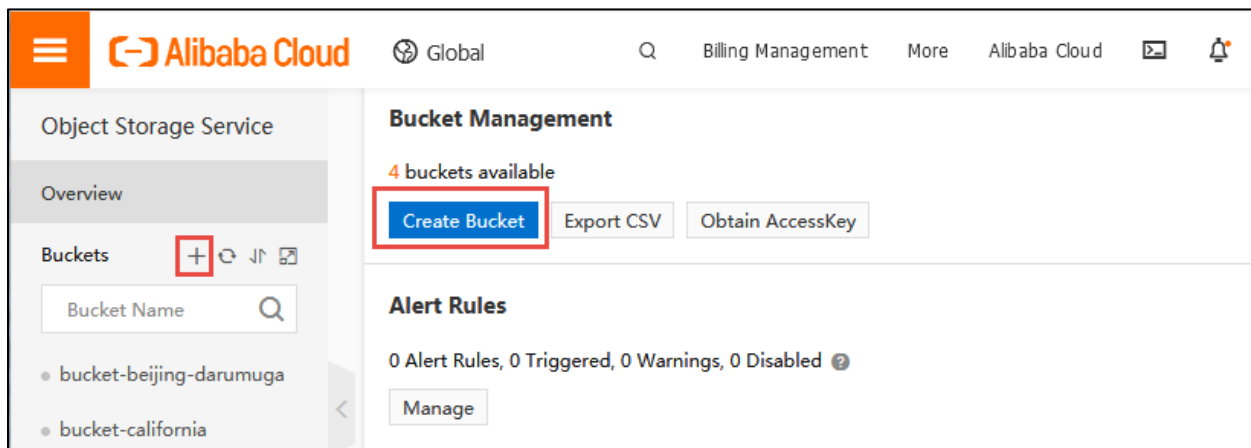 Alibaba Cloud
Global
Billing Management
More
Alibaba Cloud
Object Storage Service
Overview
Buckets
Bucket Name
bucket-beijing-darumuga
bucket-california
Bucket Management
4 buckets available
Create Bucket
Export CSV
Obtain AccessKey
Alert Rules
0 Alert Rules, 0 Triggered, 0 Warnings, 0 Disabled
Manage